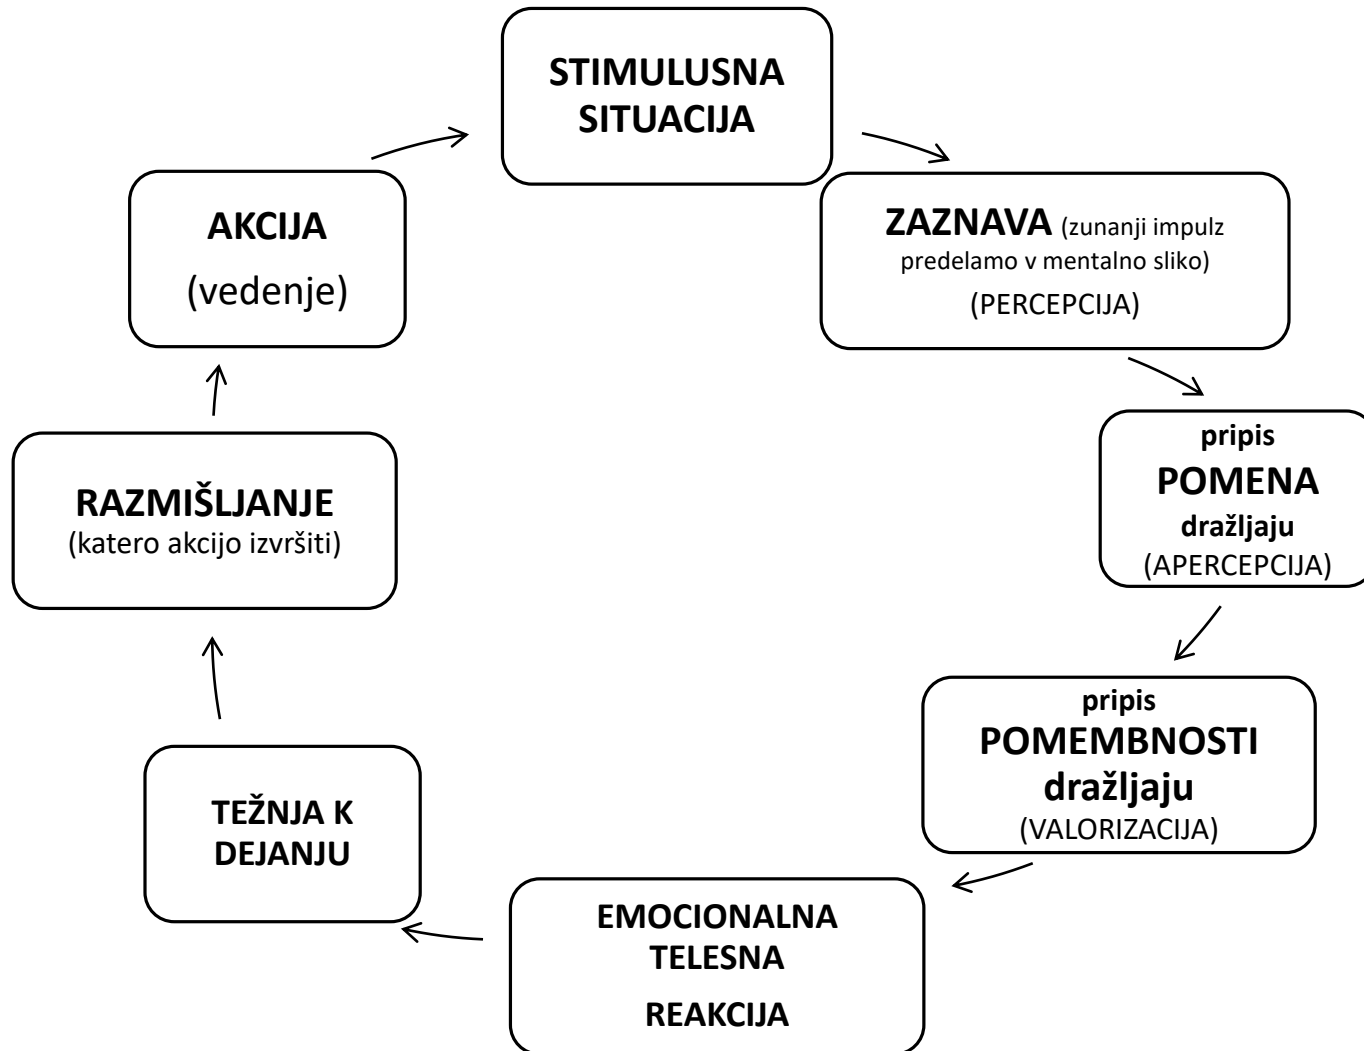 STIMULUSNA
SITUACIJA
ZAZNAVA (zunanji impulz
predelamo v mentalno sliko)
(PERCEPCIJA)
pripis
POMENA
dražljaju
(APERCEPCIJA)
pripis
POMEMBNOSTI
dražljaju
(VALORIZACIJA)
EMOCIONALNA
TELESNA
REAKCIJA
TEŽNJA K
DEJANJU
RAZMIŠLJANJE
(katero akcijo izvršiti)
AKCIJA
(vedenje)